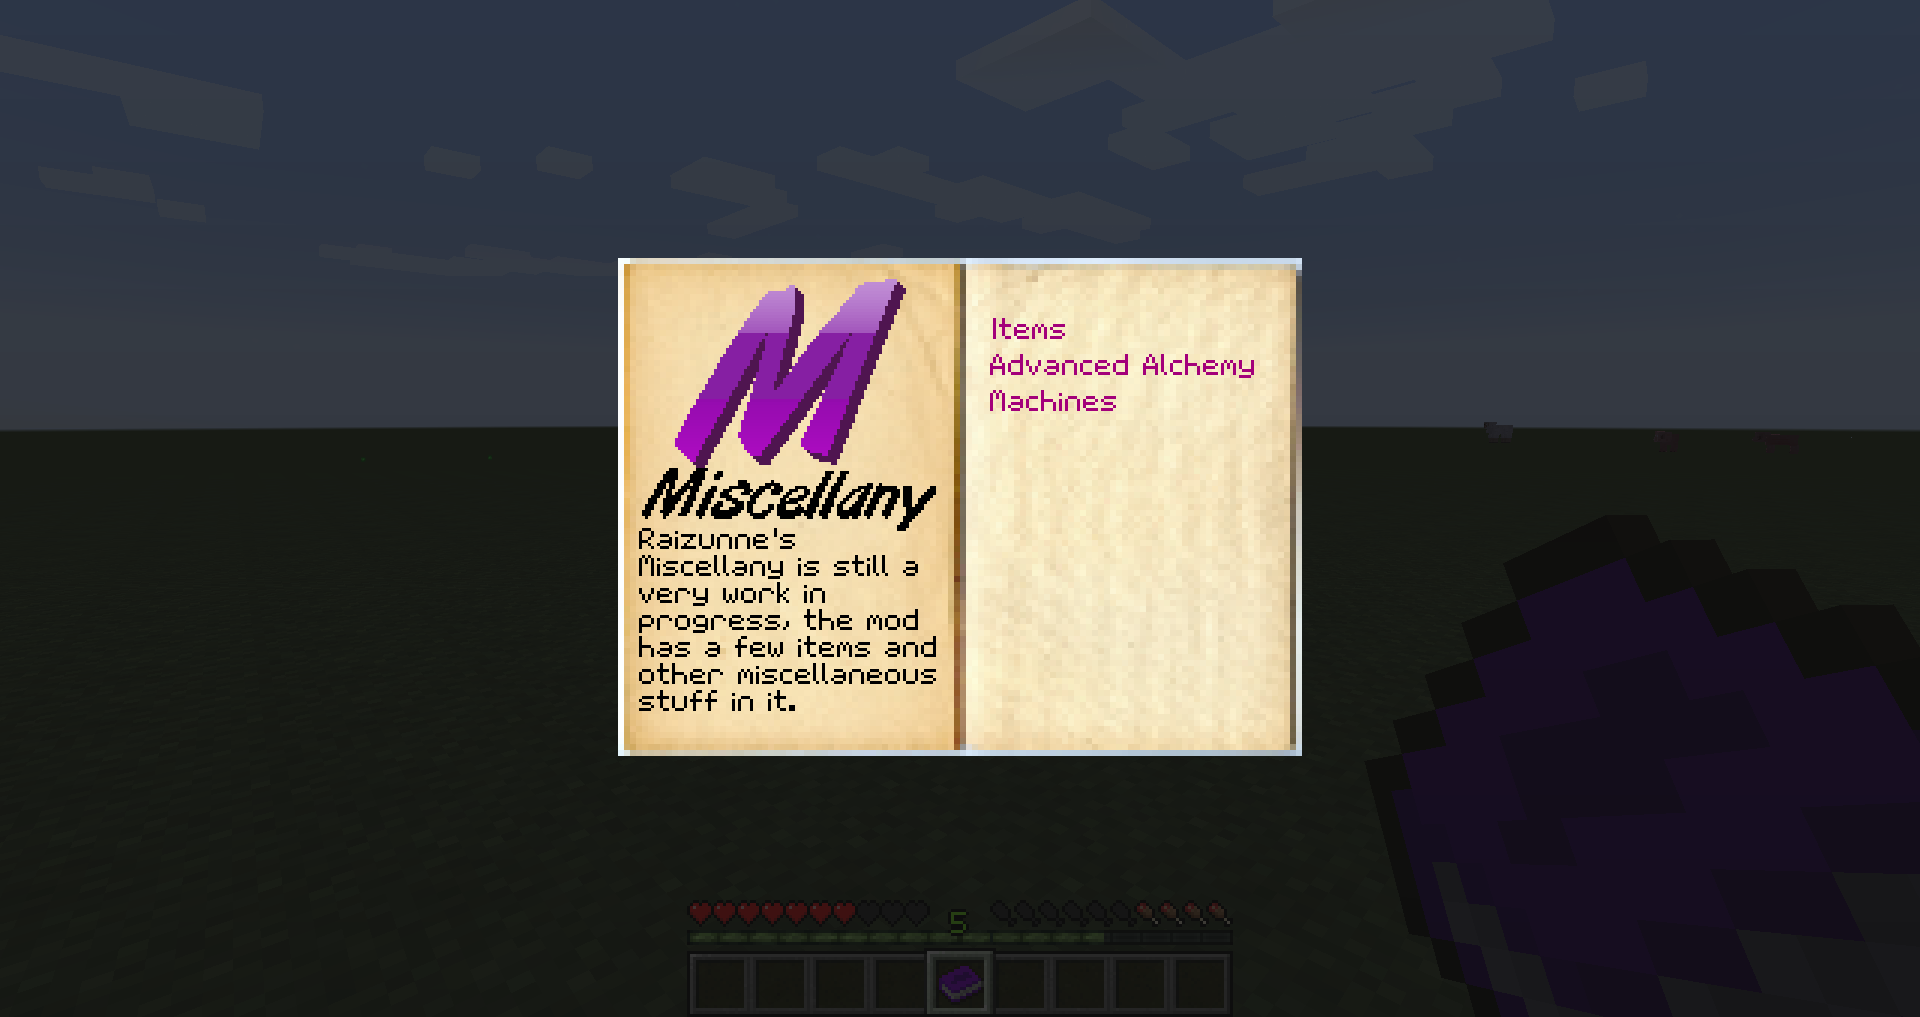 M
Miscellany
Raizunne's
Miscellany is still a
very work in
progress, the mod
has a few items and
other miscellaneous
stuff in it.
Items
Advanced Alchemy
Machines
5